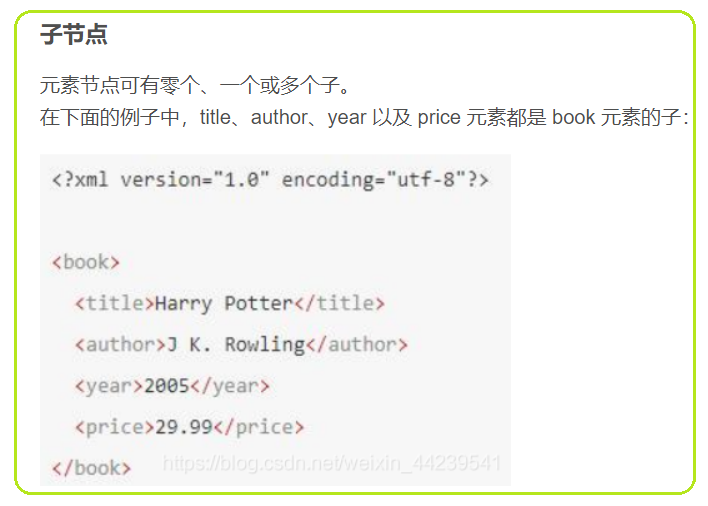 子节点
元素节点可有零个、一个或多个子。
在下面的例子中，title、author、year 以及 price 元素都是 book 元素的子：
<?xml version="1.0" encoding="utf-8"?>
<book>
<title>Harry Potter</title>
<author>J K. Rowling</author>
<year>2005</year>
<price>29.99</price>
</book>
https://blog.csdn.net/weixin_44239541